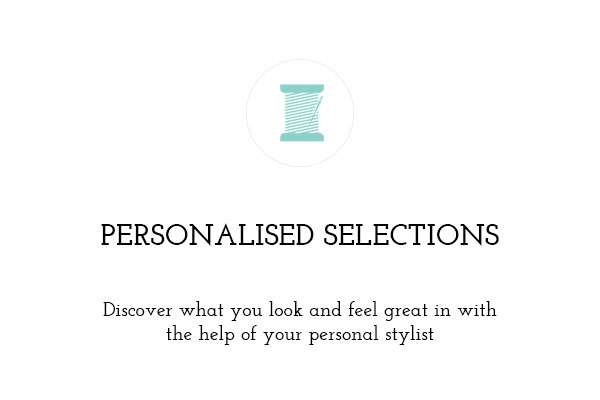 PERSONALISED SELECTIONS
Discover what you look and feel great in with
the help of your personal stylist